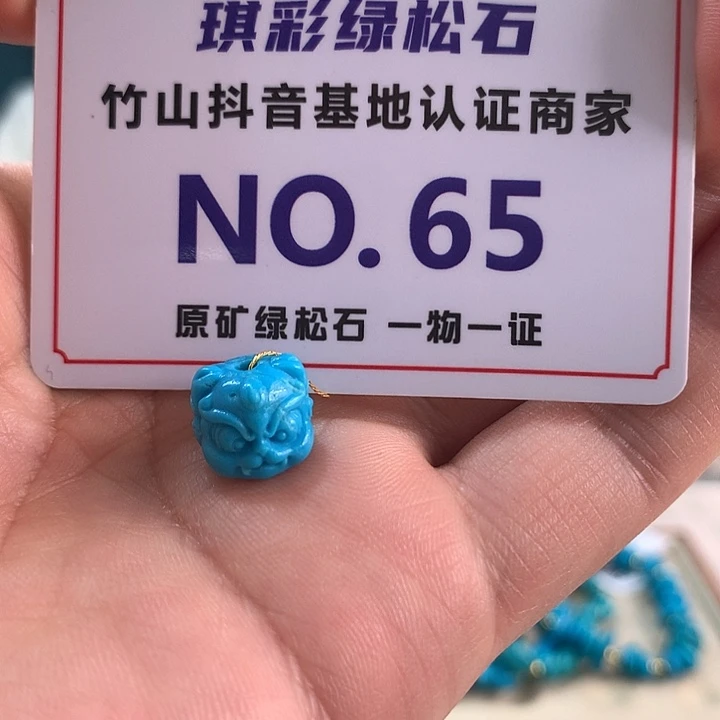 琪彩绿松石
竹山抖音基地认证商家
NO.65
原矿绿松石 一物一证